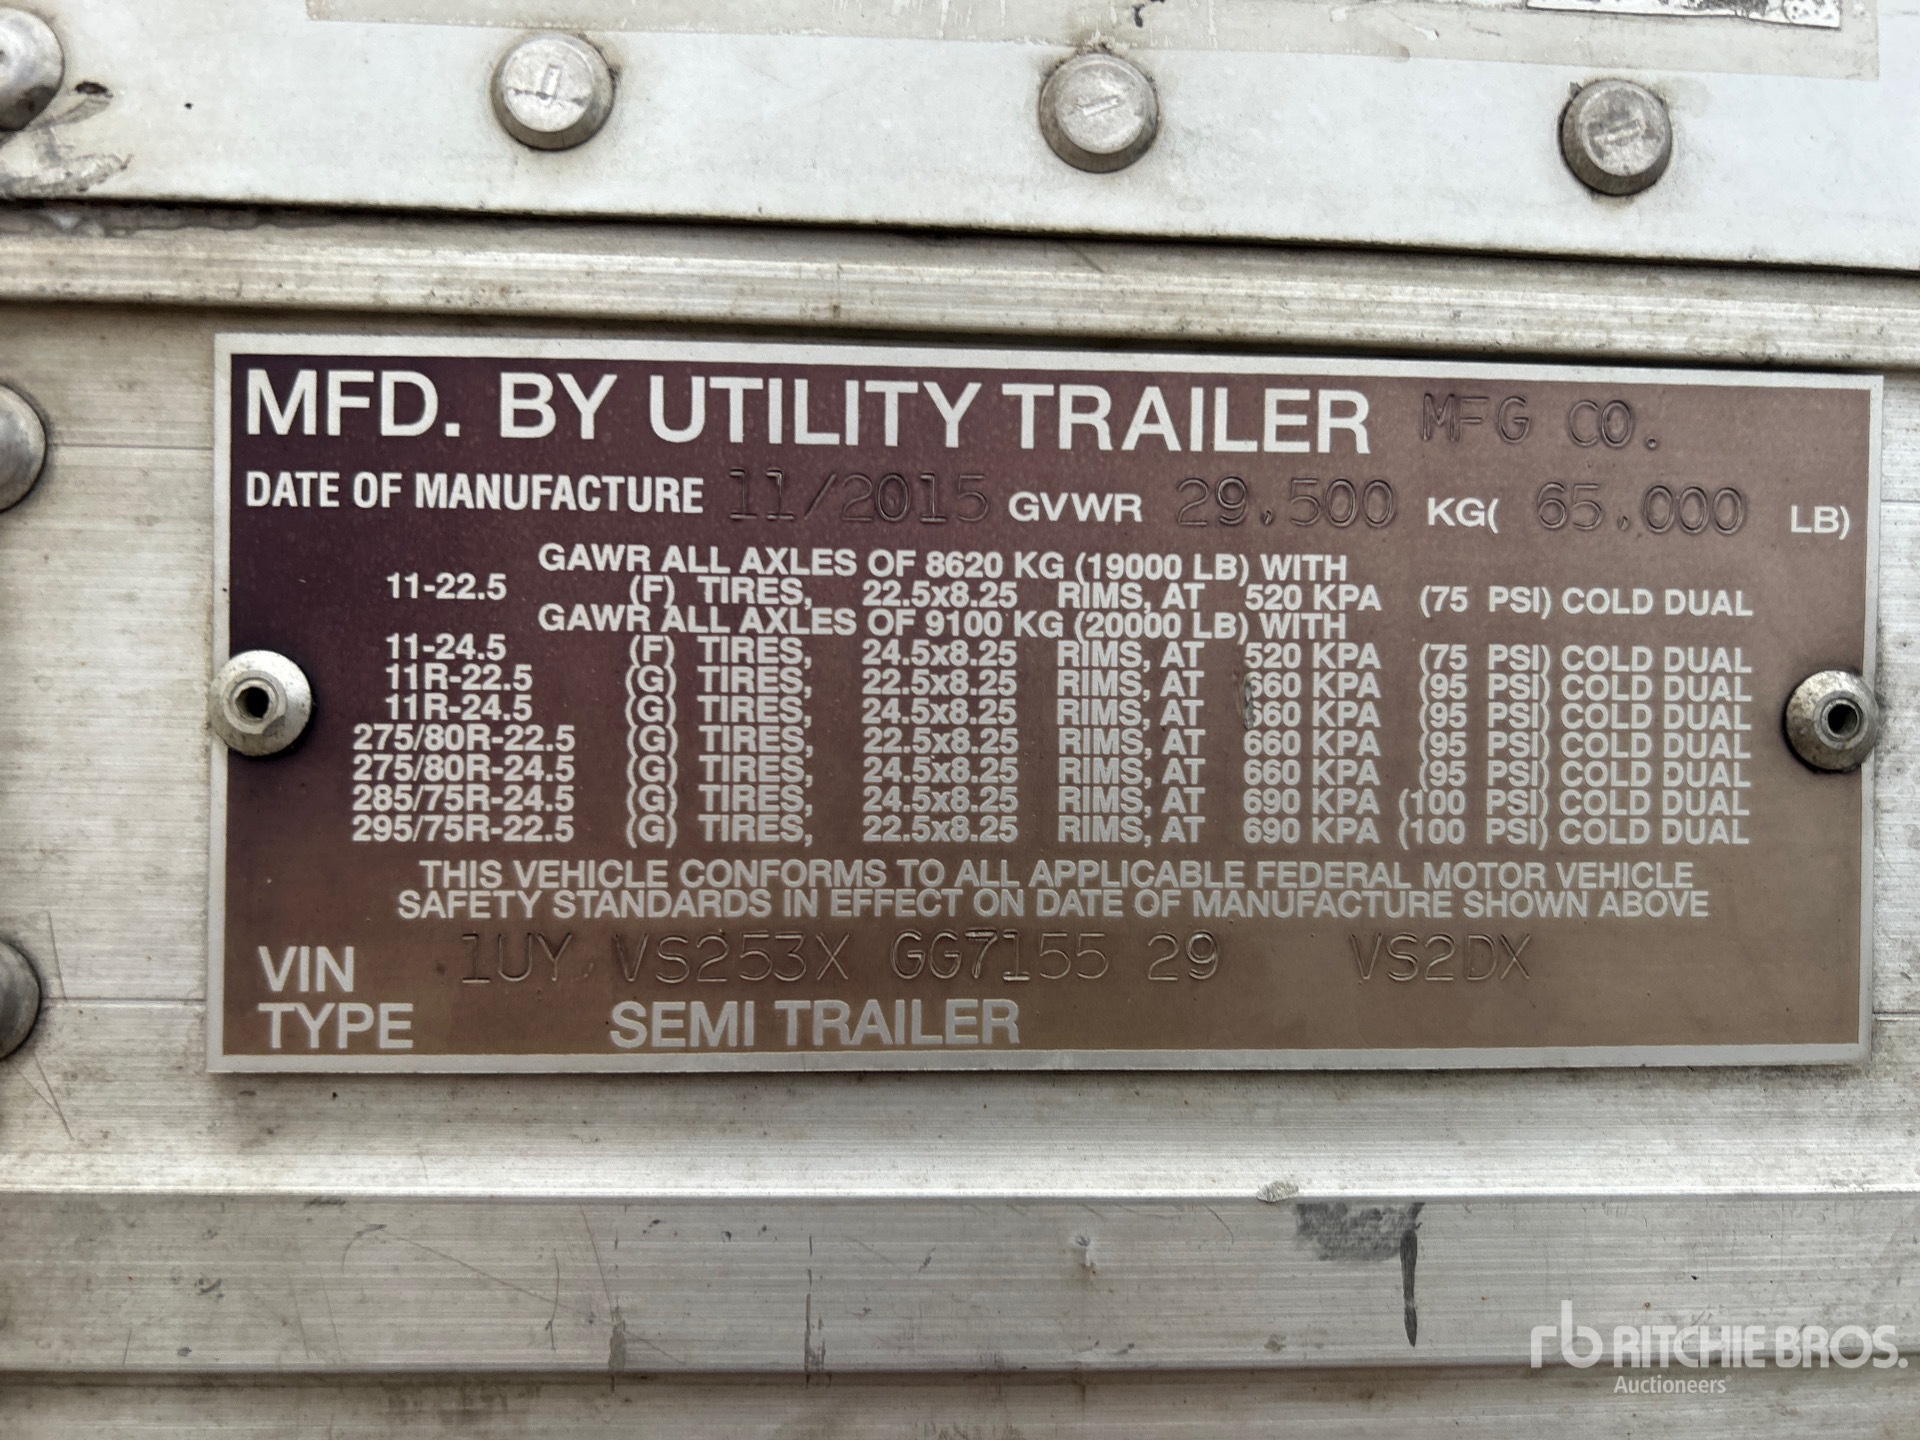 MFD. BY UTILITY TRAILER MFG CO.
DATE OF MANUFACTURE 11/2015 GVWR 29,500 KG( 65,000 LB)
GAWR ALL AXLES OF 8620 KG (19000 LB) WITH
11-22.5 (F) TIRES, 22.5x8.25 RIMS, AT 520 KPA (75 PSI) COLD DUAL
GAWR ALL AXLES OF 9100 KG (20000 LB) WITH
11-24.5 (F) TIRES, 24.5x8.25 RIMS, AT 520 KPA (75 PSI) COLD DUAL
11R-22.5 (G) TIRES, 22.5x8.25 RIMS, AT 660 KPA (95 PSI) COLD DUAL
11R-24.5 (G) TIRES, 24.5x8.25 RIMS, AT 660 KPA (95 PSI) COLD DUAL
275/80R-22.5 (G) TIRES, 22.5x8.25 RIMS, AT 660 KPA (95 PSI) COLD DUAL
275/80R-24.5 (G) TIRES, 24.5x8.25 RIMS, AT 660 KPA (95 PSI) COLD DUAL
285/75R-24.5 (G) TIRES, 24.5x8.25 RIMS, AT 690 KPA (100 PSI) COLD DUAL
295/75R-22.5 (G) TIRES, 22.5x8.25 RIMS, AT 690 KPA (100 PSI) COLD DUAL
THIS VEHICLE CONFORMS TO ALL APPLICABLE FEDERAL MOTOR VEHICLE
SAFETY STANDARDS IN EFFECT ON DATE OF MANUFACTURE SHOWN ABOVE
VIN 1UY VS253X GG7155 29 VS2DX
TYPE SEMI TRAILER
rb RITCHIE BROS.
Auctioneers